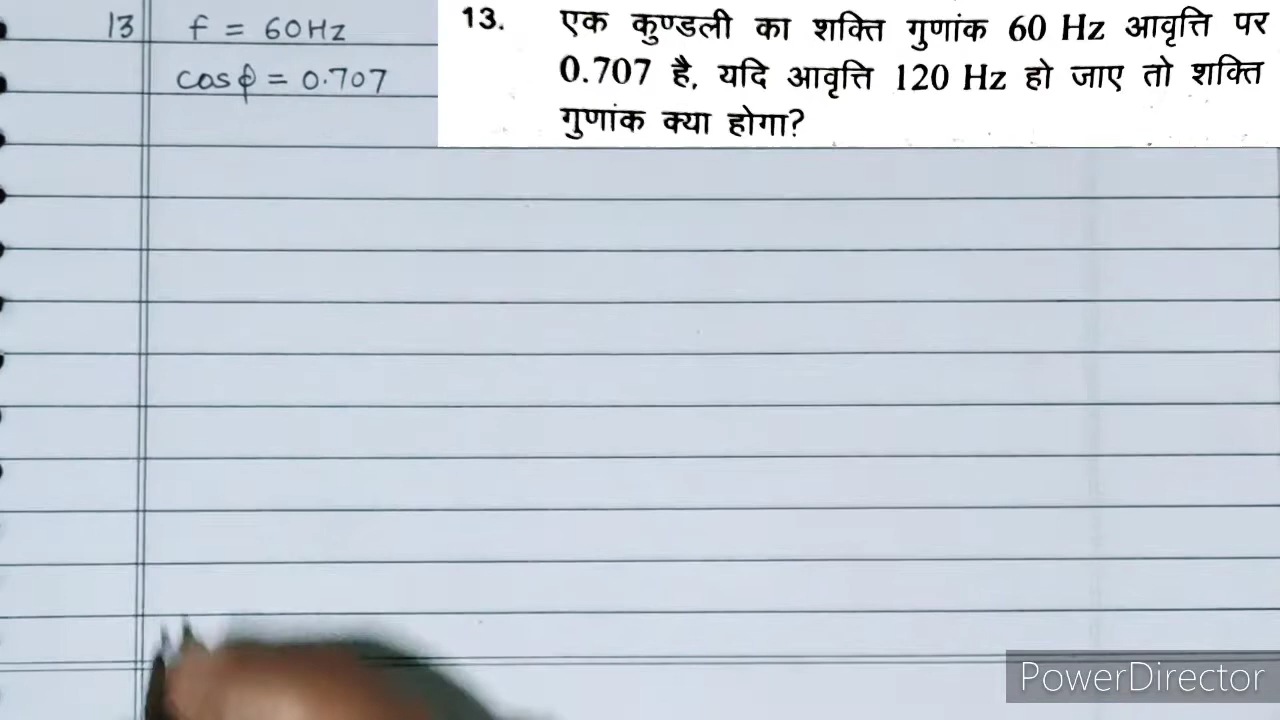 13 f = 60Hz
cosφ = 0.707
13. एक कुण्डली का शक्ति गुणांक 60 Hz आवृत्ति पर
0.707 है, यदि आवृत्ति 120 Hz हो जाए तो शक्ति
गुणांक क्या होगा?
PowerDirector